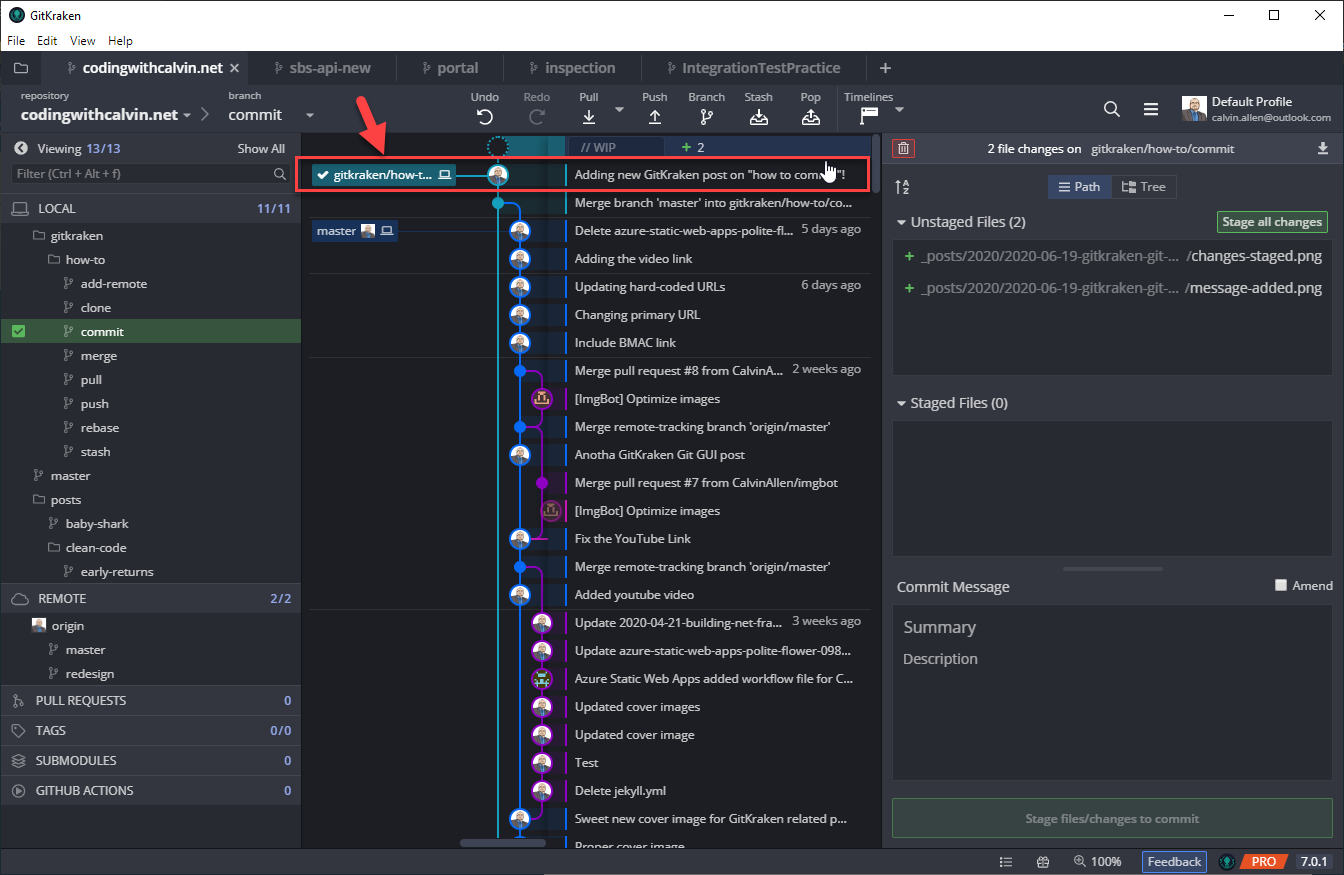 GitKraken
File Edit View Help
codingwithcalvin.net sbs-api-new portal inspection IntegrationTestPractice
repository
codingwithcalvin.net
branch
commit
Undo Redo Pull Push Branch Stash Pop Timelines
Default Profile
calvin.allen@outlook.com
Viewing 13/13 Show All
Filter (Ctrl + Alt + f)
LOCAL 11/11
gitkraken
how-to
add-remote
clone
commit
merge
pull
push
rebase
stash
master
posts
baby-shark
clean-code
early-returns
REMOTE 2/2
origin
master
redesign
PULL REQUESTS 0
TAGS 0/0
SUBMODULES 0
GITHUB ACTIONS 0
// WIP + 2
gitkraken/how-t... Adding new GitKraken post on "how to com "!
Merge branch 'master' into gitkraken/how-to/co...
master Delete azure-static-web-apps-polite-fl... 5 days ago
Adding the video link
Updating hard-coded URLs 6 days ago
Changing primary URL
Include BMAC link
Merge pull request #8 from CalvinA... 2 weeks ago
[ImgBot] Optimize images
Merge remote-tracking branch 'origin/master'
Anotha GitKraken Git GUI post
Merge pull request #7 from CalvinAllen/imgbot
[ImgBot] Optimize images
Fix the YouTube Link
Merge remote-tracking branch 'origin/master'
Added youtube video
Update 2020-04-21-building-net-fra... 3 weeks ago
Update azure-static-web-apps-polite-flower-098...
Azure Static Web Apps added workflow file for C...
Updated cover images
Updated cover image
Test
Delete jekyll.yml
Sweet new cover image for GitKraken related p...
Proper cover image
2 file changes on gitkraken/how-to/commit
Path Tree
Unstaged Files (2) Stage all changes
+ _posts/2020/2020-06-19-gitkraken-git-... /changes-staged.png
+ _posts/2020/2020-06-19-gitkraken-git-... /message-added.png
Staged Files (0)
Commit Message Amend
Summary
Description
Stage files/changes to commit
100% Feedback PRO 7.0.1